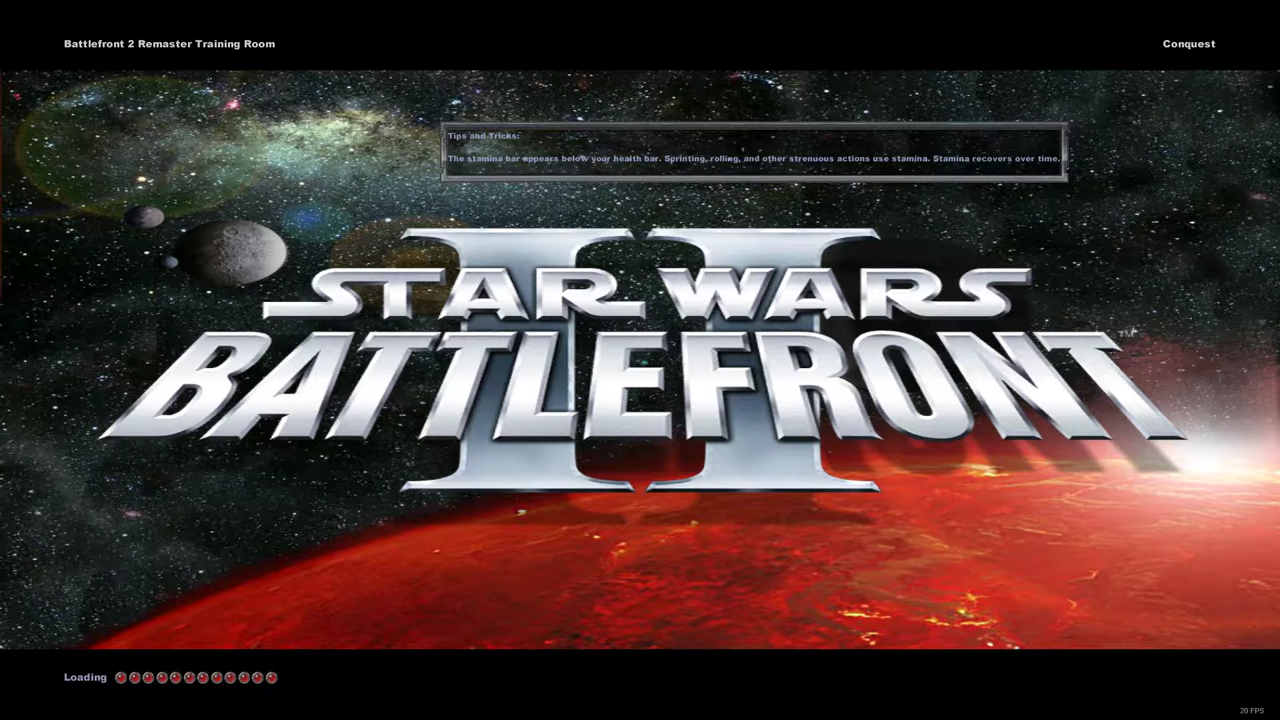 Battlefront 2 Remaster Training Room
Conquest
Tips and Tricks:
The stamina bar appears below your health bar. Sprinting, rolling, and other strenuous actions use stamina. Stamina recovers over time.
II
STAR WARS
BATTLEFRONT™
Loading
20 FPS